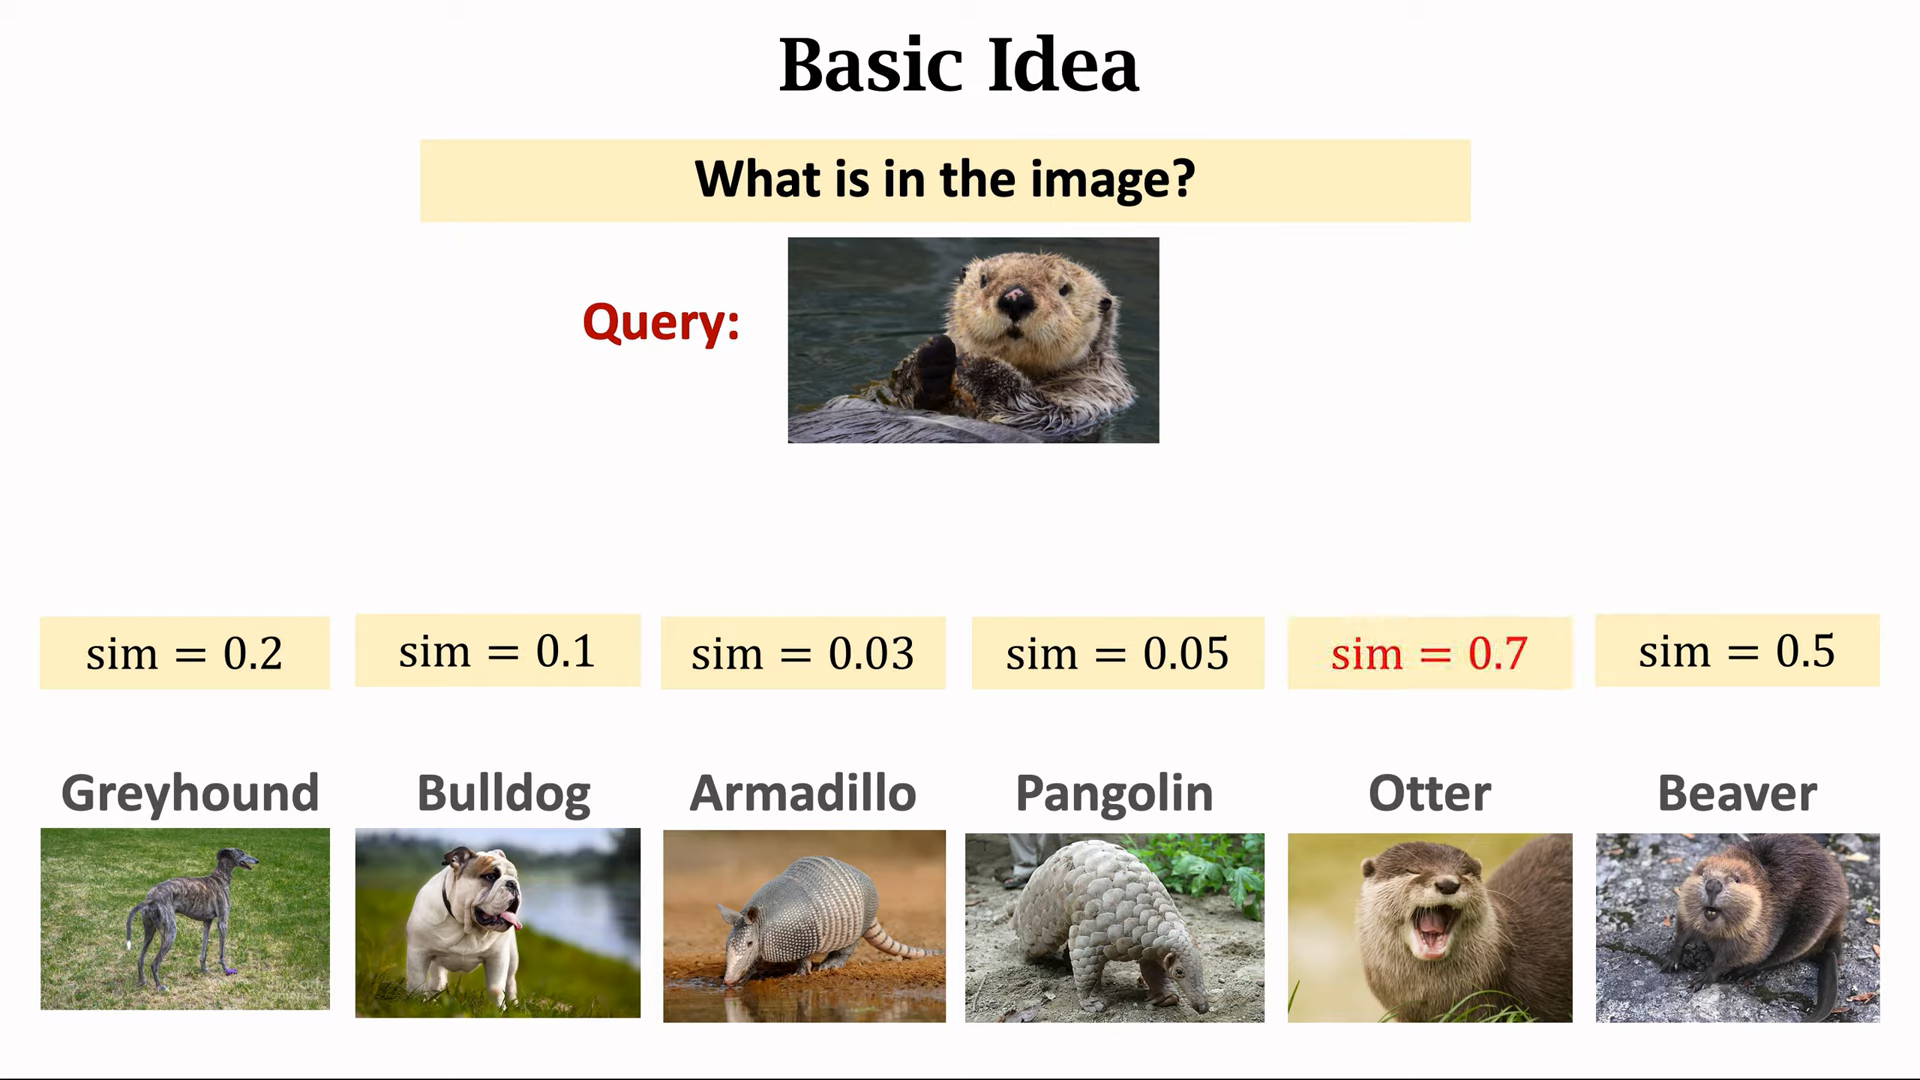 Basic Idea
What is in the image?
Query:
sim = 0.2
sim = 0.1
sim = 0.03
sim = 0.05
sim = 0.7
sim = 0.5
Greyhound
Bulldog
Armadillo
Pangolin
Otter
Beaver